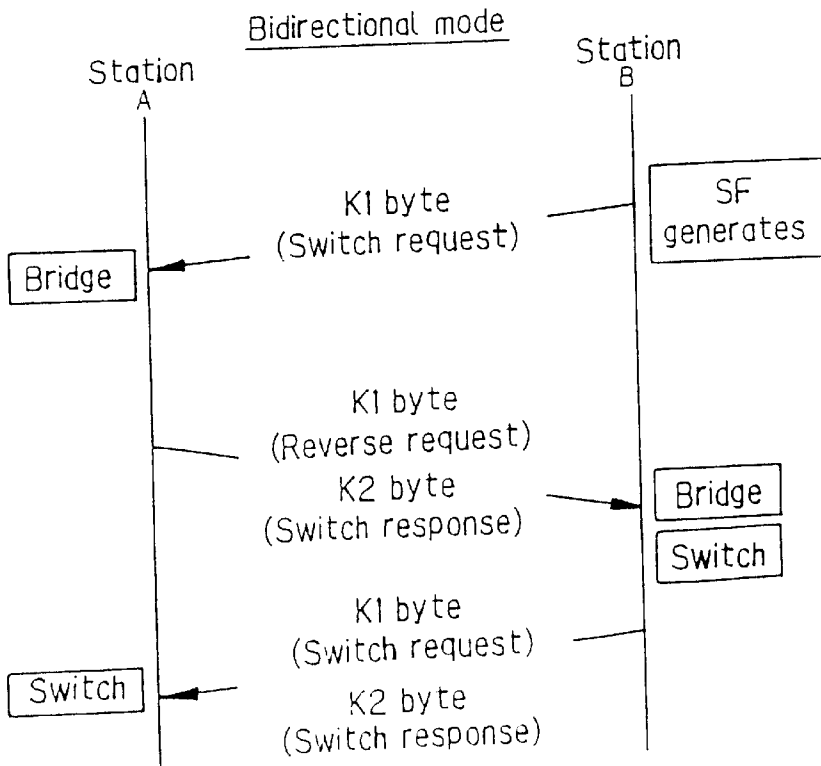 Bidirectional mode
Station
A
Station
B
SF
generates
K1 byte
(Switch request)
Bridge
K1 byte
(Reverse request)
K2 byte
(Switch response)
Bridge
Switch
K1 byte
(Switch request)
Switch
K2 byte
(Switch response)